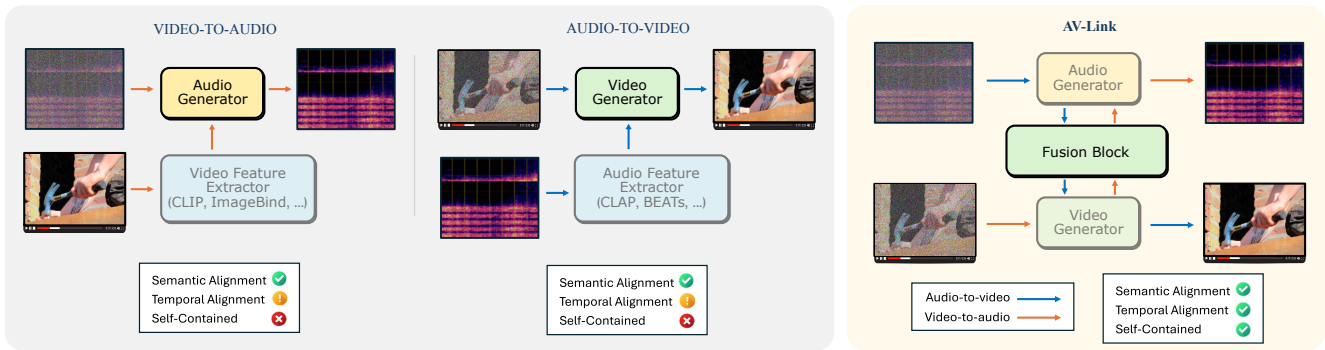 VIDEO-TO-AUDIO
Audio
Generator
Video Feature
Extractor
(CLIP, ImageBind, ...)
Semantic Alignment
Temporal Alignment
Self-Contained
AUDIO-TO-VIDEO
Video
Generator
Audio Feature
Extractor
(CLAP, BEATs, ...)
Semantic Alignment
Temporal Alignment
Self-Contained
AV-Link
Audio
Generator
Fusion Block
Video
Generator
Audio-to-video
Video-to-audio
Semantic Alignment
Temporal Alignment
Self-Contained